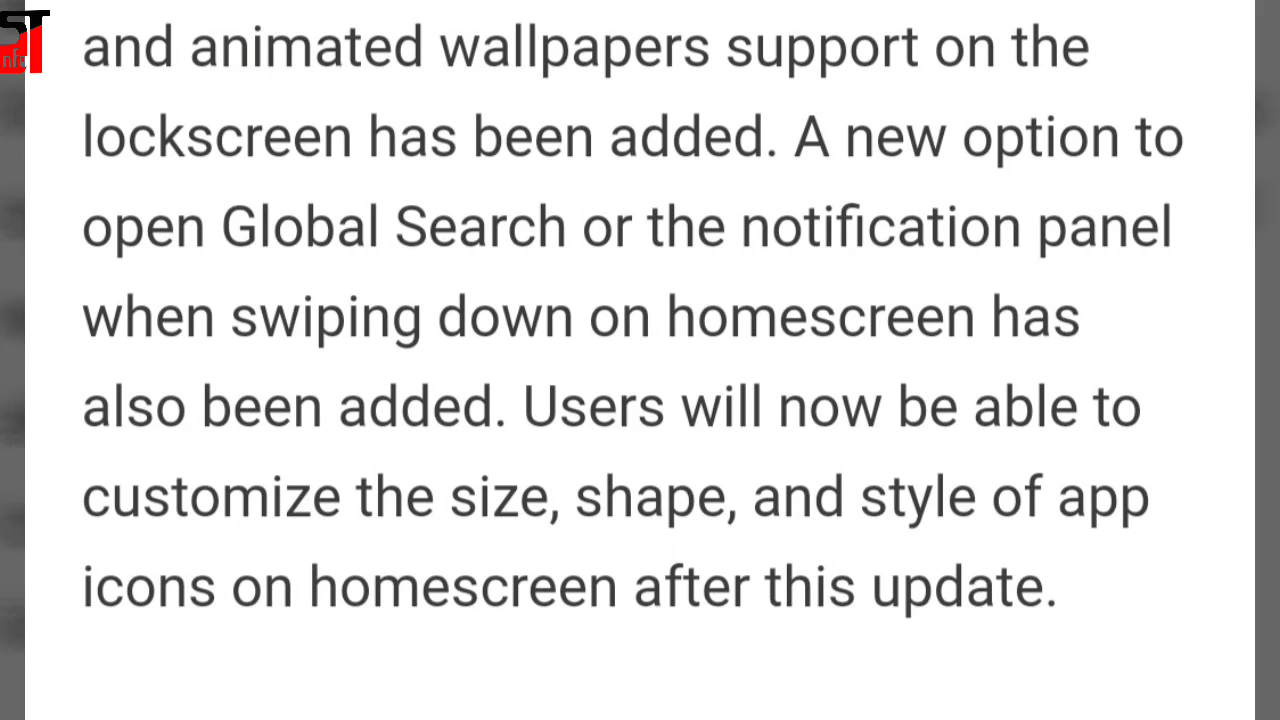 ST
nfo
and animated wallpapers support on the
lockscreen has been added. A new option to
open Global Search or the notification panel
when swiping down on homescreen has
also been added. Users will now be able to
customize the size, shape, and style of app
icons on homescreen after this update.